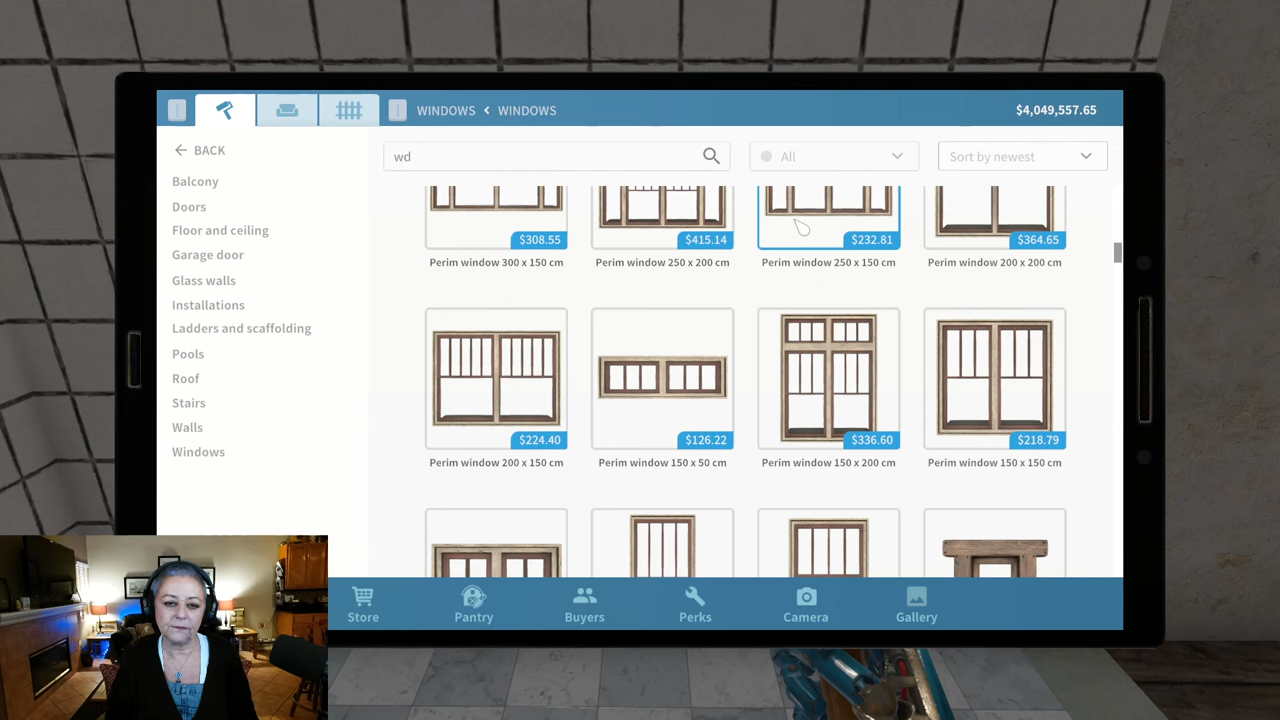 WINDOWS < WINDOWS
$4,049,557.65
BACK
wd
All
Sort by newest
Balcony
Doors
Floor and ceiling
Garage door
Glass walls
Installations
Ladders and scaffolding
Pools
Roof
Stairs
Walls
Windows
$308.55
$415.14
$232.81
$364.65
Perim window 300 x 150 cm
Perim window 250 x 200 cm
Perim window 250 x 150 cm
Perim window 200 x 200 cm
$224.40
$126.22
$336.60
$218.79
Perim window 200 x 150 cm
Perim window 150 x 50 cm
Perim window 150 x 200 cm
Perim window 150 x 150 cm
Store
Pantry
Buyers
Perks
Camera
Gallery